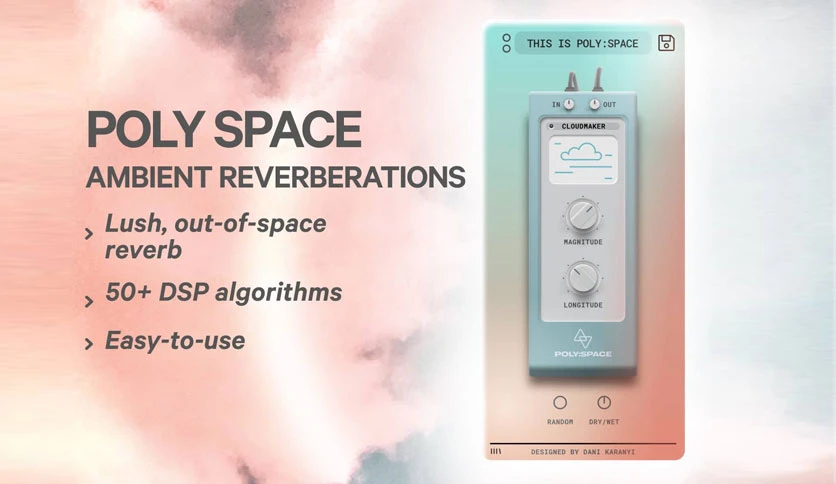 POLY SPACE
AMBIENT REVERBERATIONS
Lush, out-of-space
reverb
50+ DSP algorithms
Easy-to-use
THIS IS POLY:SPACE
IN OUT
CLOUDMAKER
MAGNITUDE
LONGITUDE
POLY:SPACE
RANDOM DRY/WET
DESIGNED BY DANI KARANYI